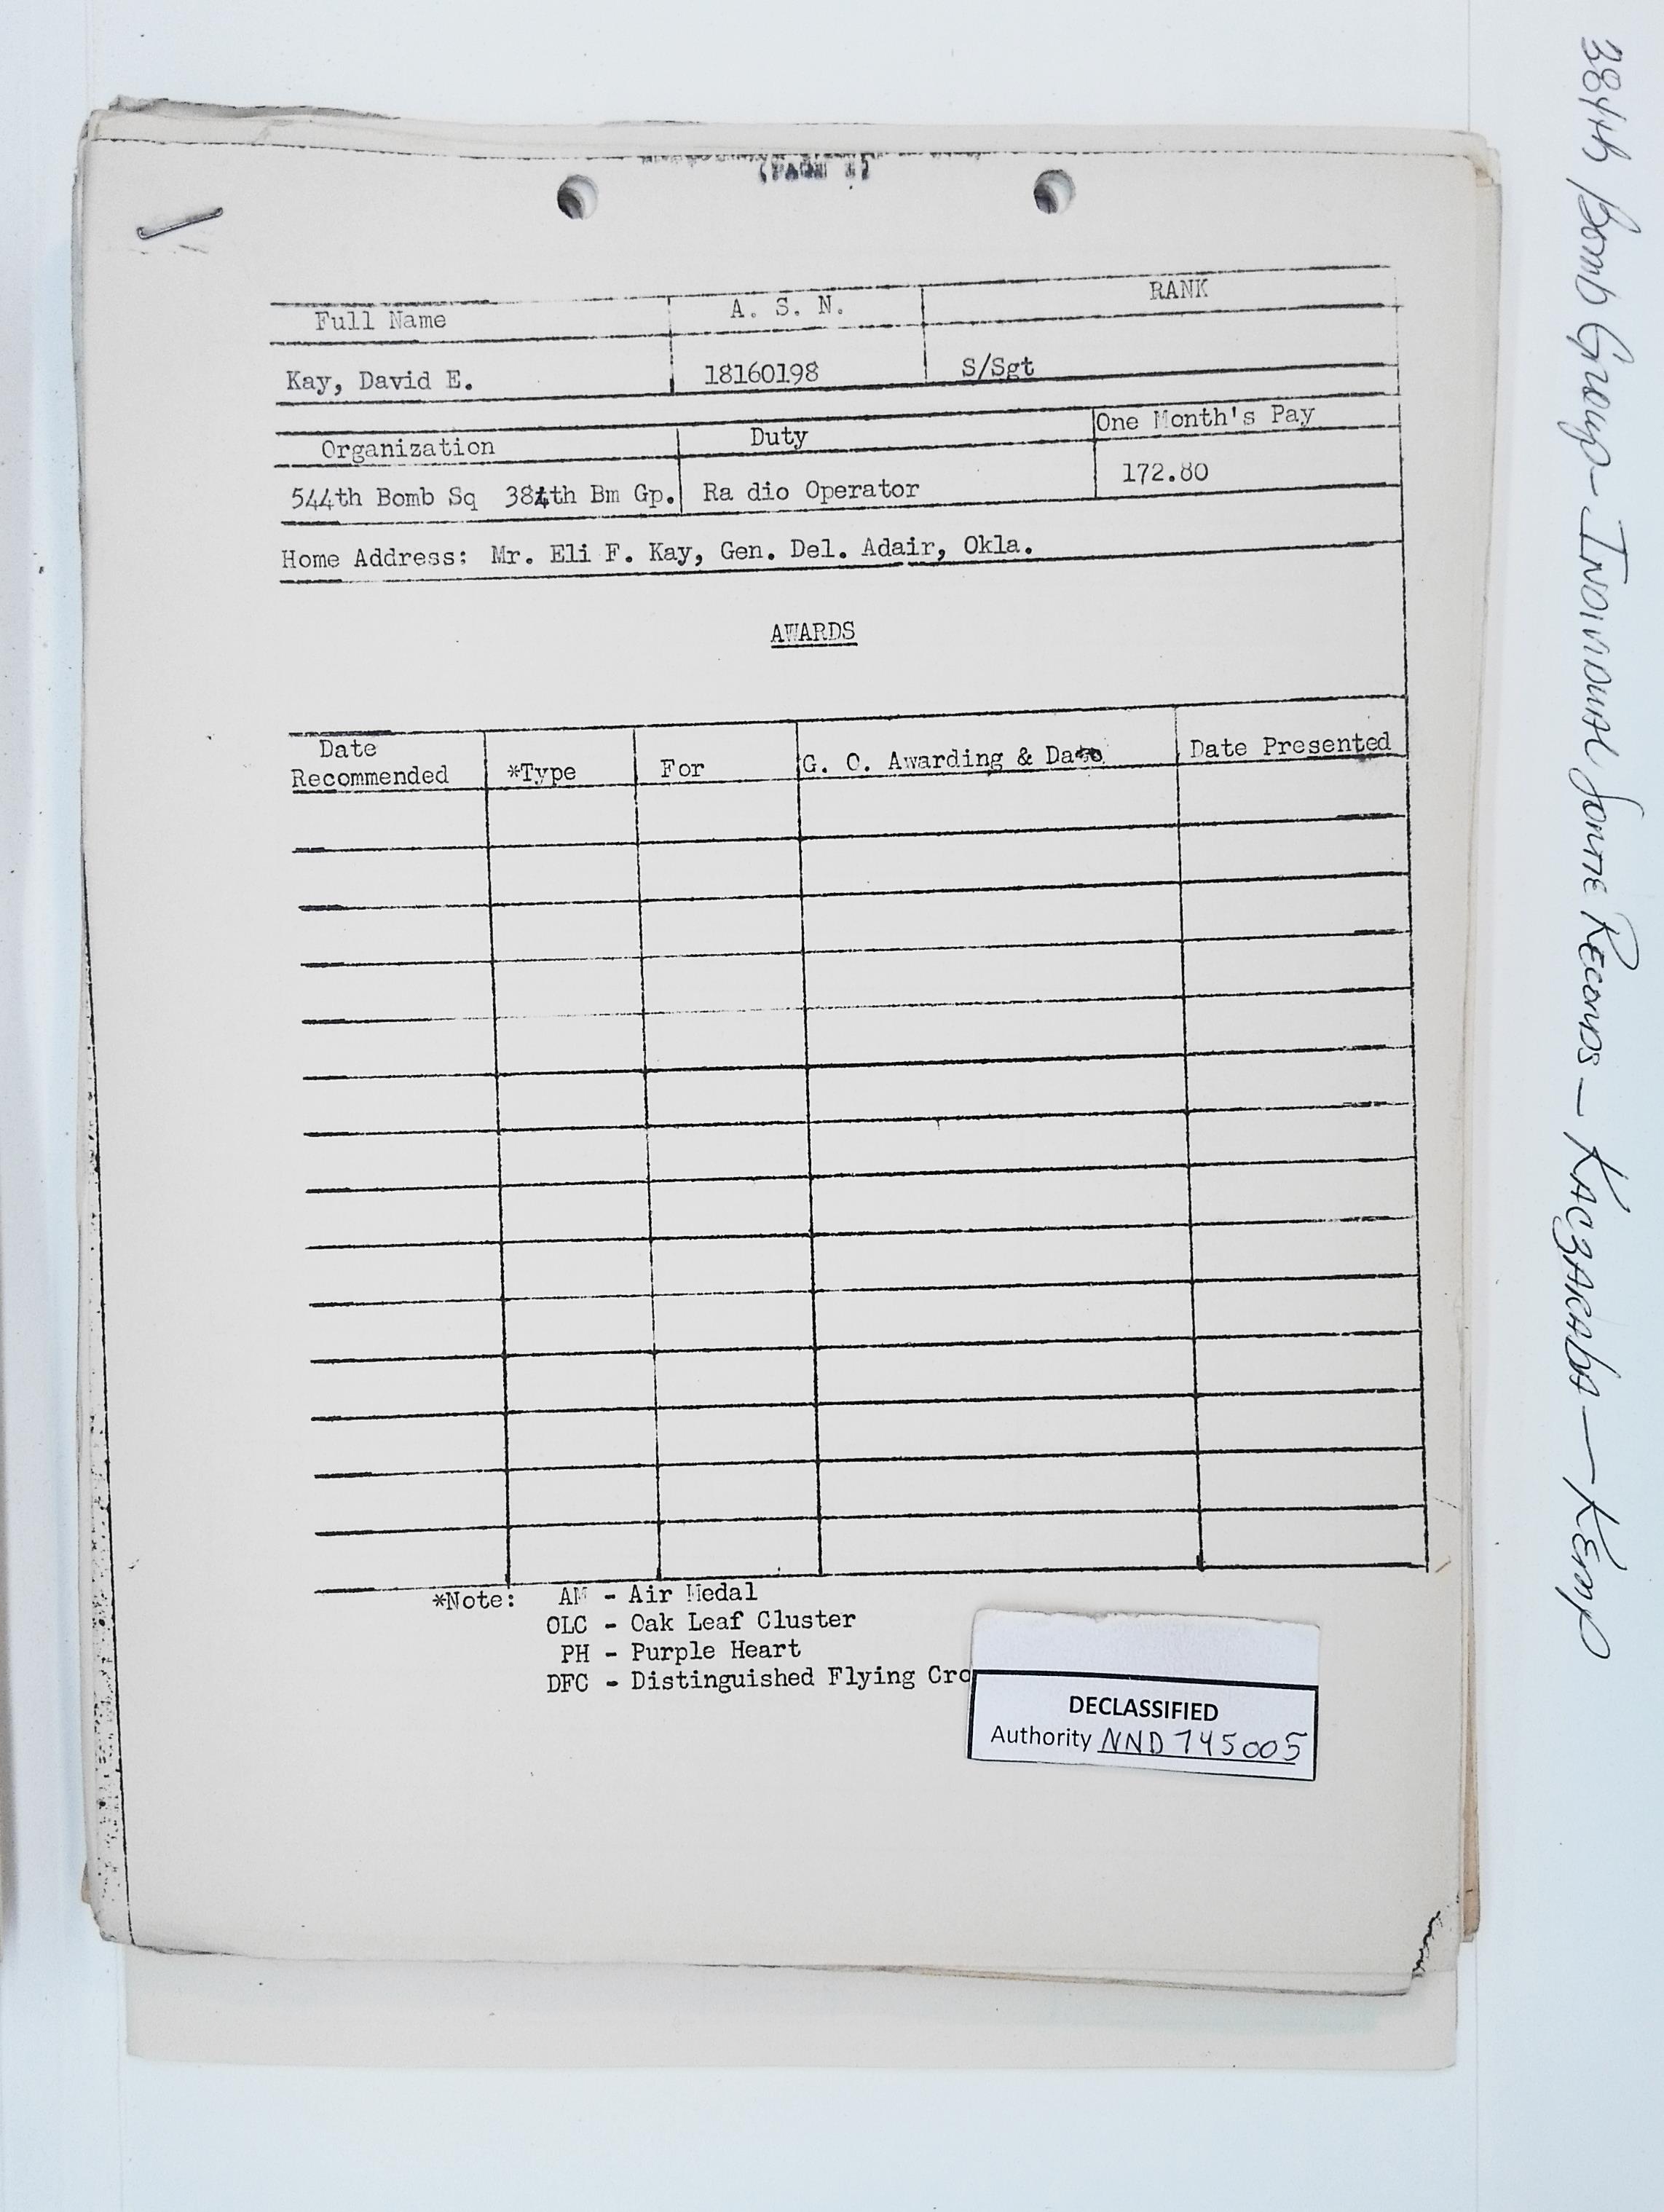 (PAGE 1)
Full Name A. S. N. RANK
Kay, David E. 18160198 S/Sgt
Organization Duty One Month's Pay
544th Bomb Sq 384th Bm Gp. Ra dio Operator 172.80
Home Address: Mr. Eli F. Kay, Gen. Del. Adair, Okla.
AWARDS
Date
Recommended *Type For G. O. Awarding & Date Date Presented
*Note: AM - Air Medal
OLC - Oak Leaf Cluster
PH - Purple Heart
DFC - Distinguished Flying Cro
DECLASSIFIED
Authority NND 745005
384th Bomb Group - Individual Sortie Records - Kaczaraba - Kemp